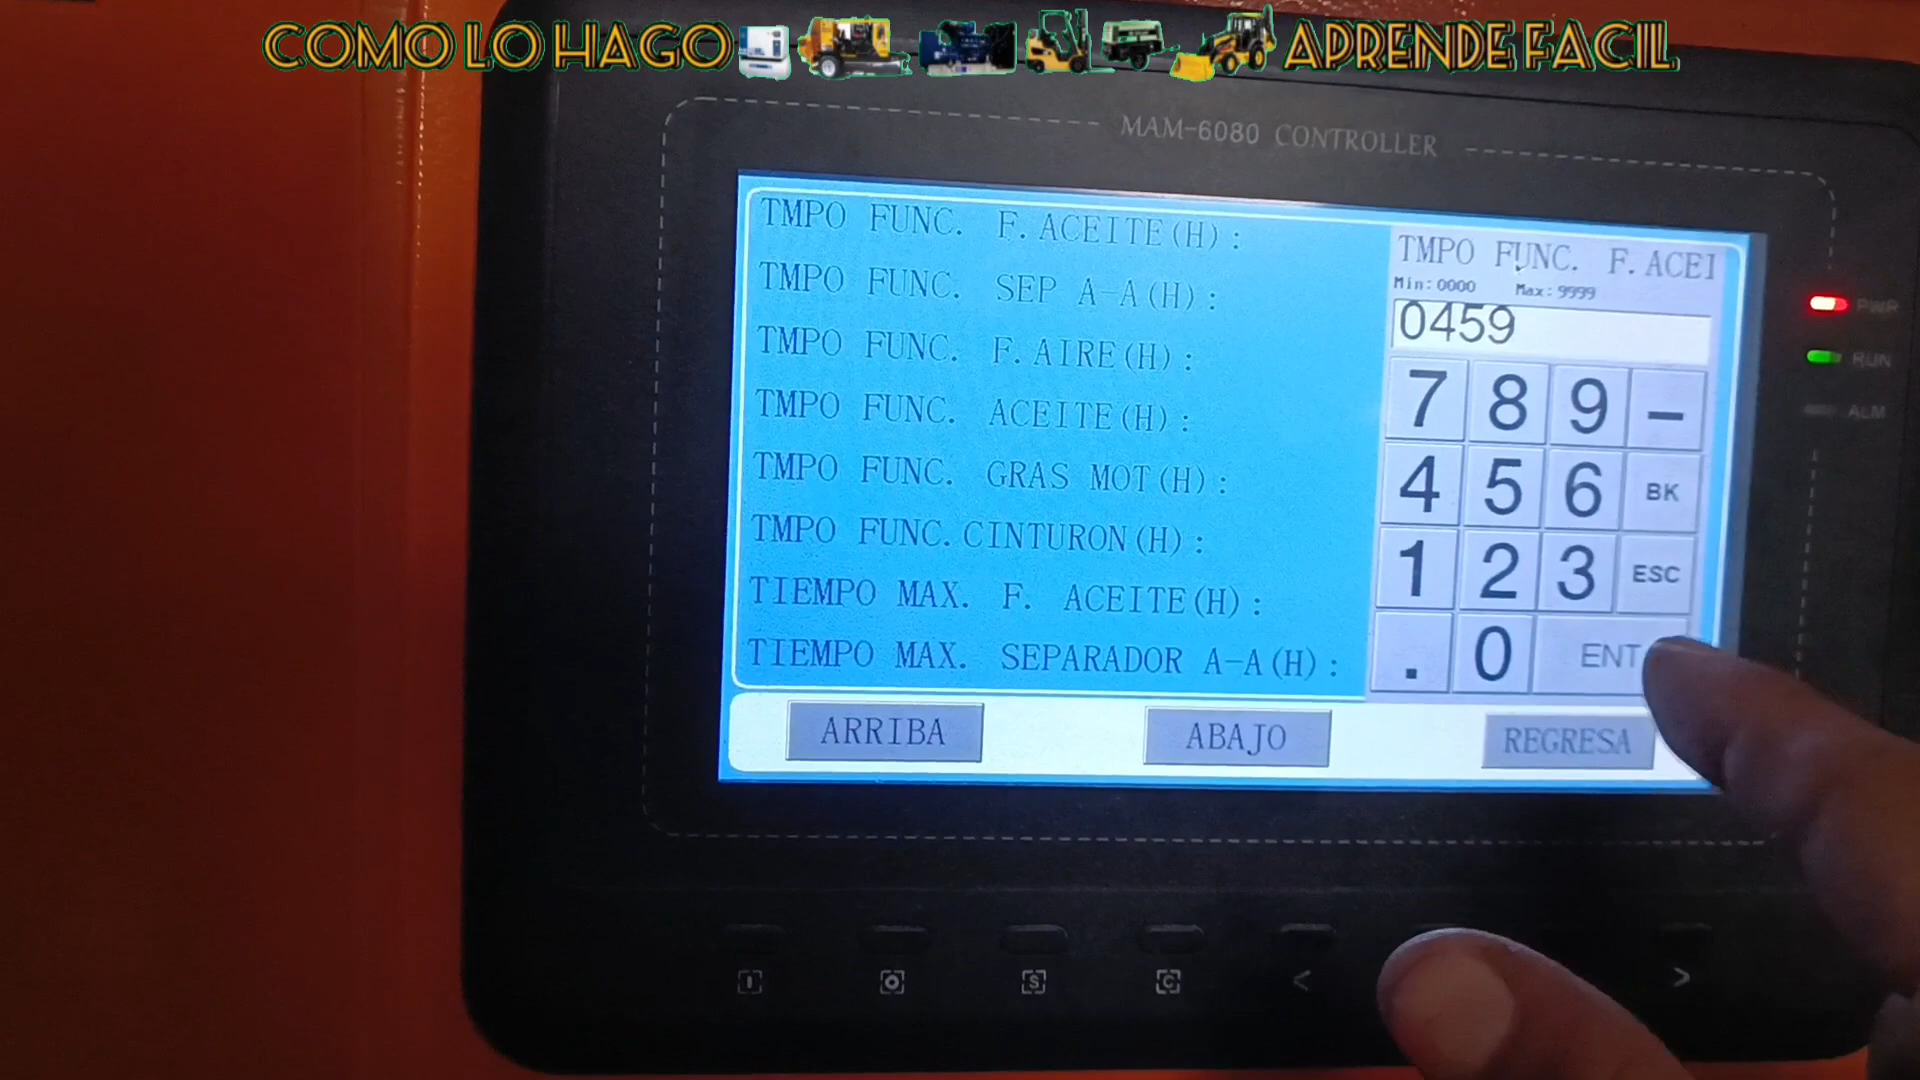 COMO LO HAGO APRENDE FACIL
MAM-6080 CONTROLLER
TMPO FUNC. F.ACEITE(H):
TMPO FUNC. SEP A-A(H):
TMPO FUNC. F.AIRE(H):
TMPO FUNC. ACEITE(H):
TMPO FUNC. GRAS MOT(H):
TMPO FUNC.CINTURON(H):
TIEMPO MAX. F. ACEITE(H):
TIEMPO MAX. SEPARADOR A-A(H):
TMPO FUNC. F.ACEI
Min:0000 Max:9999
0459
7 8 9 -
4 5 6 BK
1 2 3 ESC
. 0 ENT
ARRIBA ABAJO REGRESA
PWR
RUN
ALM
I O S C < >